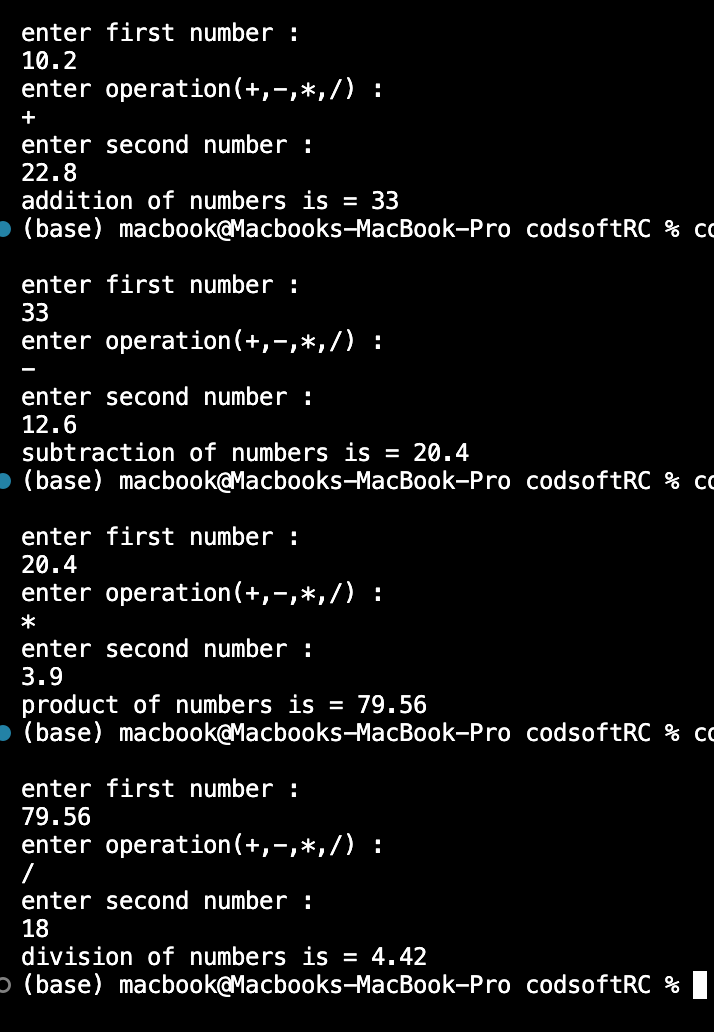 enter first number :
10.2
enter operation(+,-,*,/) :
+
enter second number :
22.8
addition of numbers is = 33
(base) macbook@Macbooks-MacBook-Pro codsoftRC %
enter first number :
33
enter operation(+,-,*,/) :
-
enter second number :
12.6
subtraction of numbers is = 20.4
(base) macbook@Macbooks-MacBook-Pro codsoftRC %
enter first number :
20.4
enter operation(+,-,*,/) :
*
enter second number :
3.9
product of numbers is = 79.56
(base) macbook@Macbooks-MacBook-Pro codsoftRC %
enter first number :
79.56
enter operation(+,-,*,/) :
/
enter second number :
18
division of numbers is = 4.42
(base) macbook@Macbooks-MacBook-Pro codsoftRC %